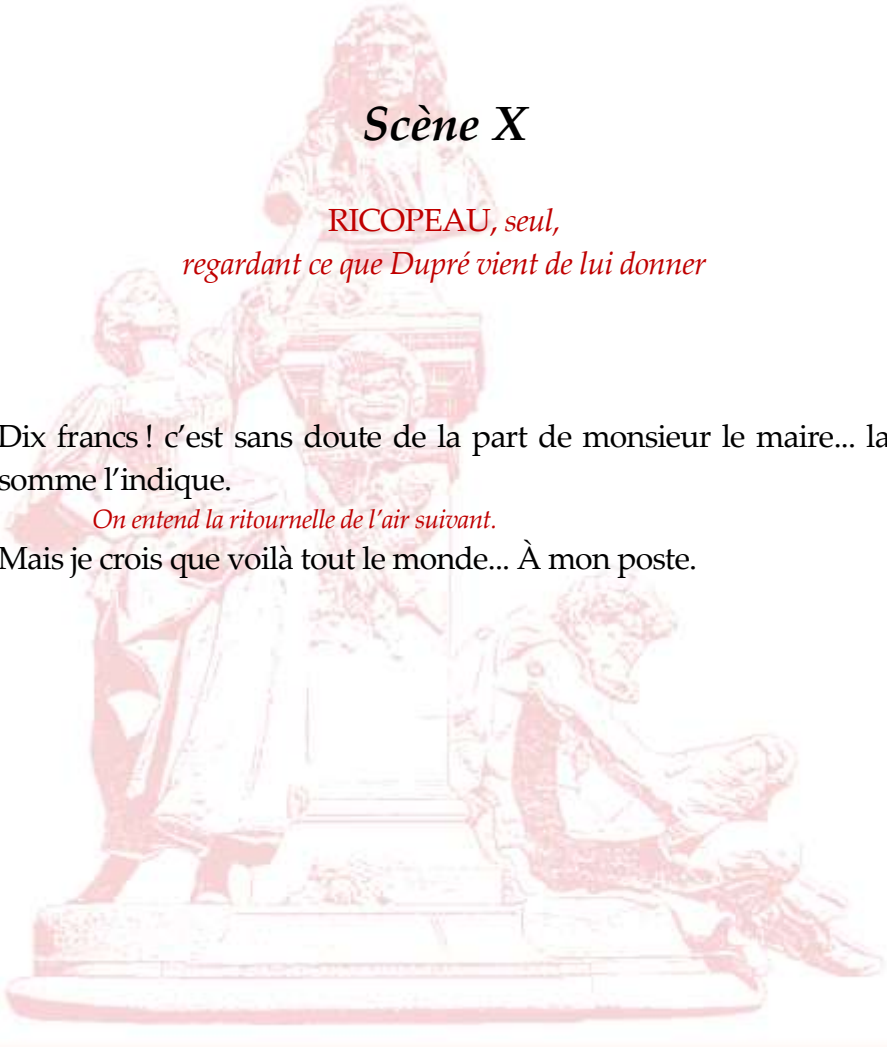 Scène X
RICOPEAU, seul,
regardant ce que Dupré vient de lui donner
Dix francs ! c’est sans doute de la part de monsieur le maire... la
somme l’indique.
On entend la ritournelle de l’air suivant.
Mais je crois que voilà tout le monde... À mon poste.